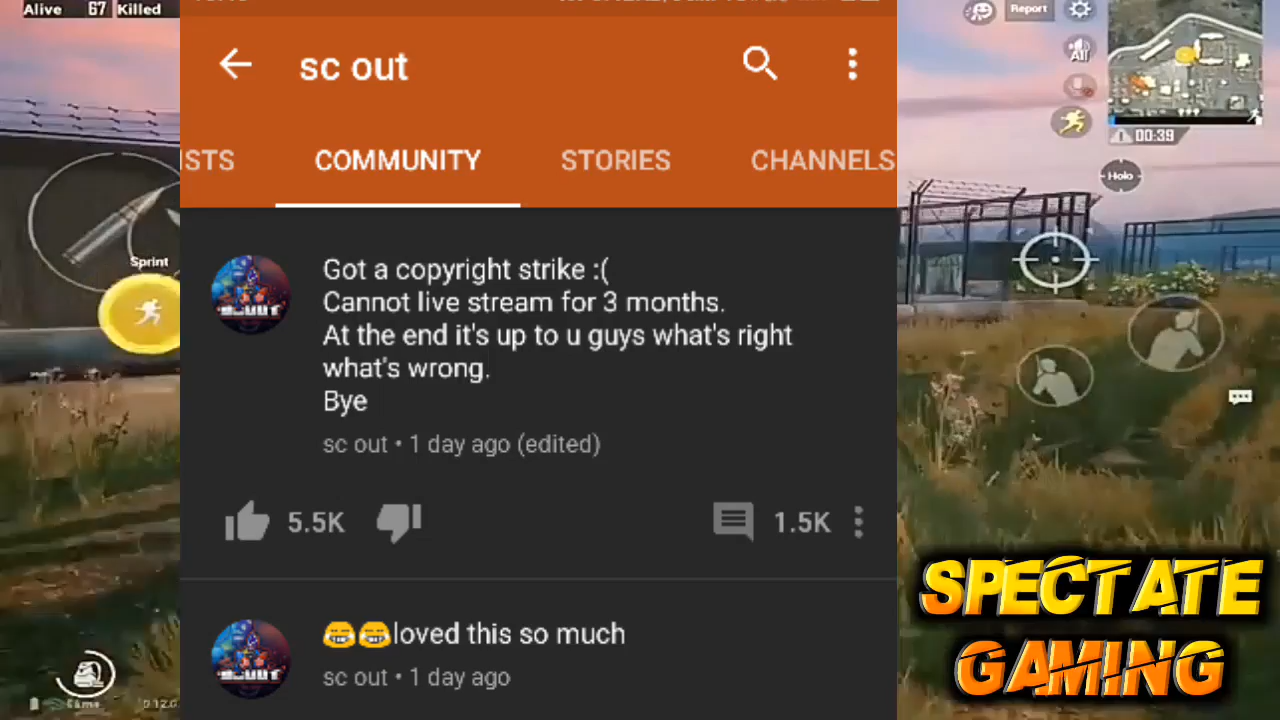 Alive 67 Killed
Report
sc out
STS COMMUNITY STORIES CHANNELS
All
00:39
Holo
Sprint
Got a copyright strike :(
Cannot live stream for 3 months.
At the end it's up to u guys what's right
what's wrong.
Bye
sc out • 1 day ago (edited)
5.5K
1.5K
SPECTATE
GAMING
😂😂loved this so much
sc out • 1 day ago